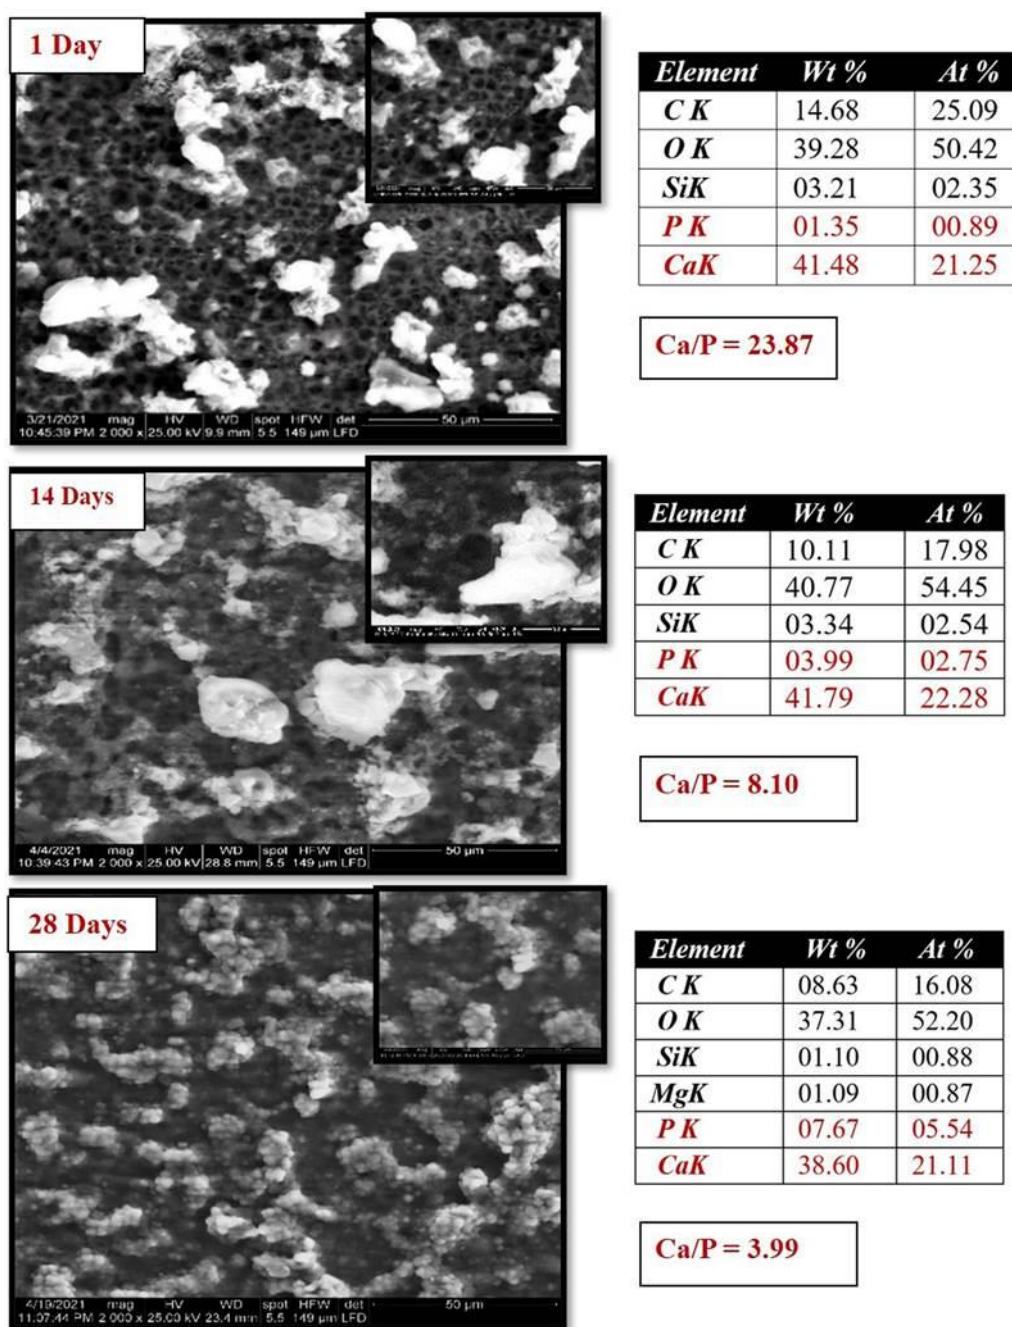 1 Day
3/21/2021 mag HV WD spot HFW det 50 µm
10:45:39 PM 2 000 x 25.00 kV 9.9 mm 5.5 149 µm LFD
Element Wt % At %
C K 14.68 25.09
O K 39.28 50.42
SiK 03.21 02.35
P K 01.35 00.89
CaK 41.48 21.25
Ca/P = 23.87
14 Days
4/4/2021 mag HV WD spot HFW det 50 µm
10:39:43 PM 2 000 x 25.00 kV 28.8 mm 5.5 149 µm LFD
Element Wt % At %
C K 10.11 17.98
O K 40.77 54.45
SiK 03.34 02.54
P K 03.99 02.75
CaK 41.79 22.28
Ca/P = 8.10
28 Days
4/19/2021 mag HV WD spot HFW det 50 µm
11:07:44 PM 2 000 x 25.00 kV 23.4 mm 5.5 149 µm LFD
Element Wt % At %
C K 08.63 16.08
O K 37.31 52.20
SiK 01.10 00.88
MgK 01.09 00.87
P K 07.67 05.54
CaK 38.60 21.11
Ca/P = 3.99